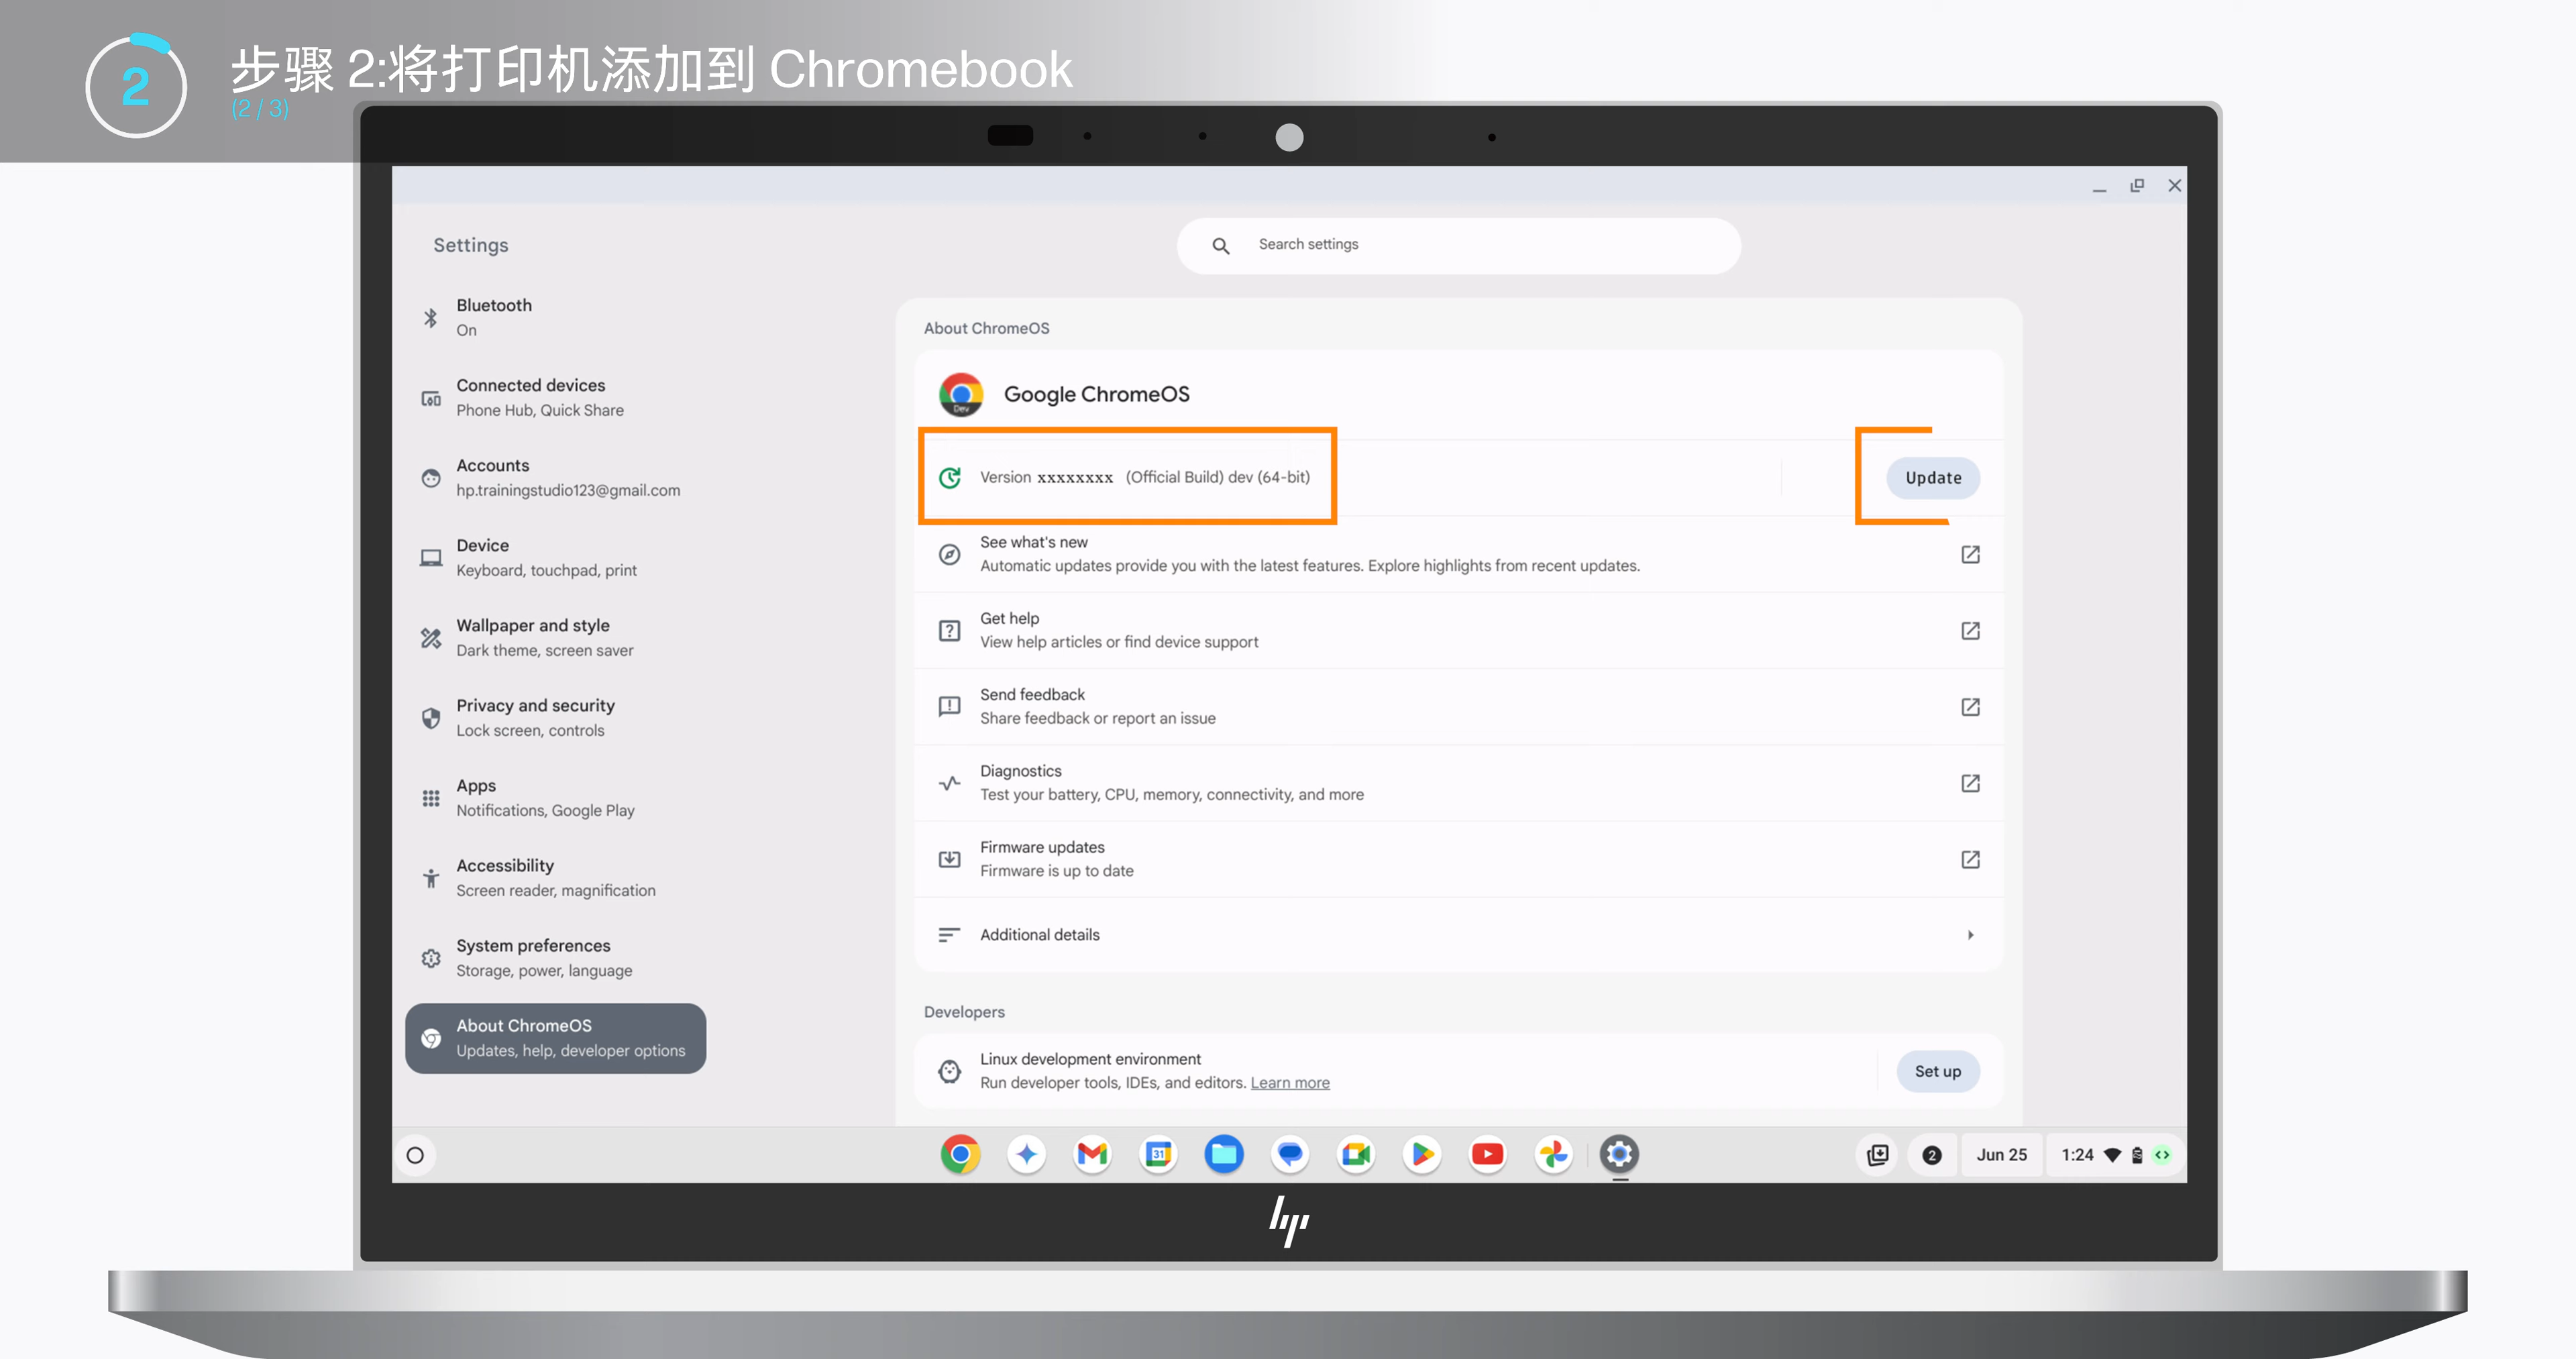 2
步骤 2:将打印机添加到 Chromebook
(2 / 3)
Settings
Search settings
Bluetooth
On
Connected devices
Phone Hub, Quick Share
Accounts
hp.trainingstudio123@gmail.com
Device
Keyboard, touchpad, print
Wallpaper and style
Dark theme, screen saver
Privacy and security
Lock screen, controls
Apps
Notifications, Google Play
Accessibility
Screen reader, magnification
System preferences
Storage, power, language
About ChromeOS
Updates, help, developer options
About ChromeOS
Dev
Google ChromeOS
Version xxxxxxxx (Official Build) dev (64-bit)
Update
See what's new
Automatic updates provide you with the latest features. Explore highlights from recent updates.
Get help
View help articles or find device support
Send feedback
Share feedback or report an issue
Diagnostics
Test your battery, CPU, memory, connectivity, and more
Firmware updates
Firmware is up to date
Additional details
Developers
Linux development environment
Run developer tools, IDEs, and editors. Learn more
Set up
31
2
Jun 25
1:24
hp